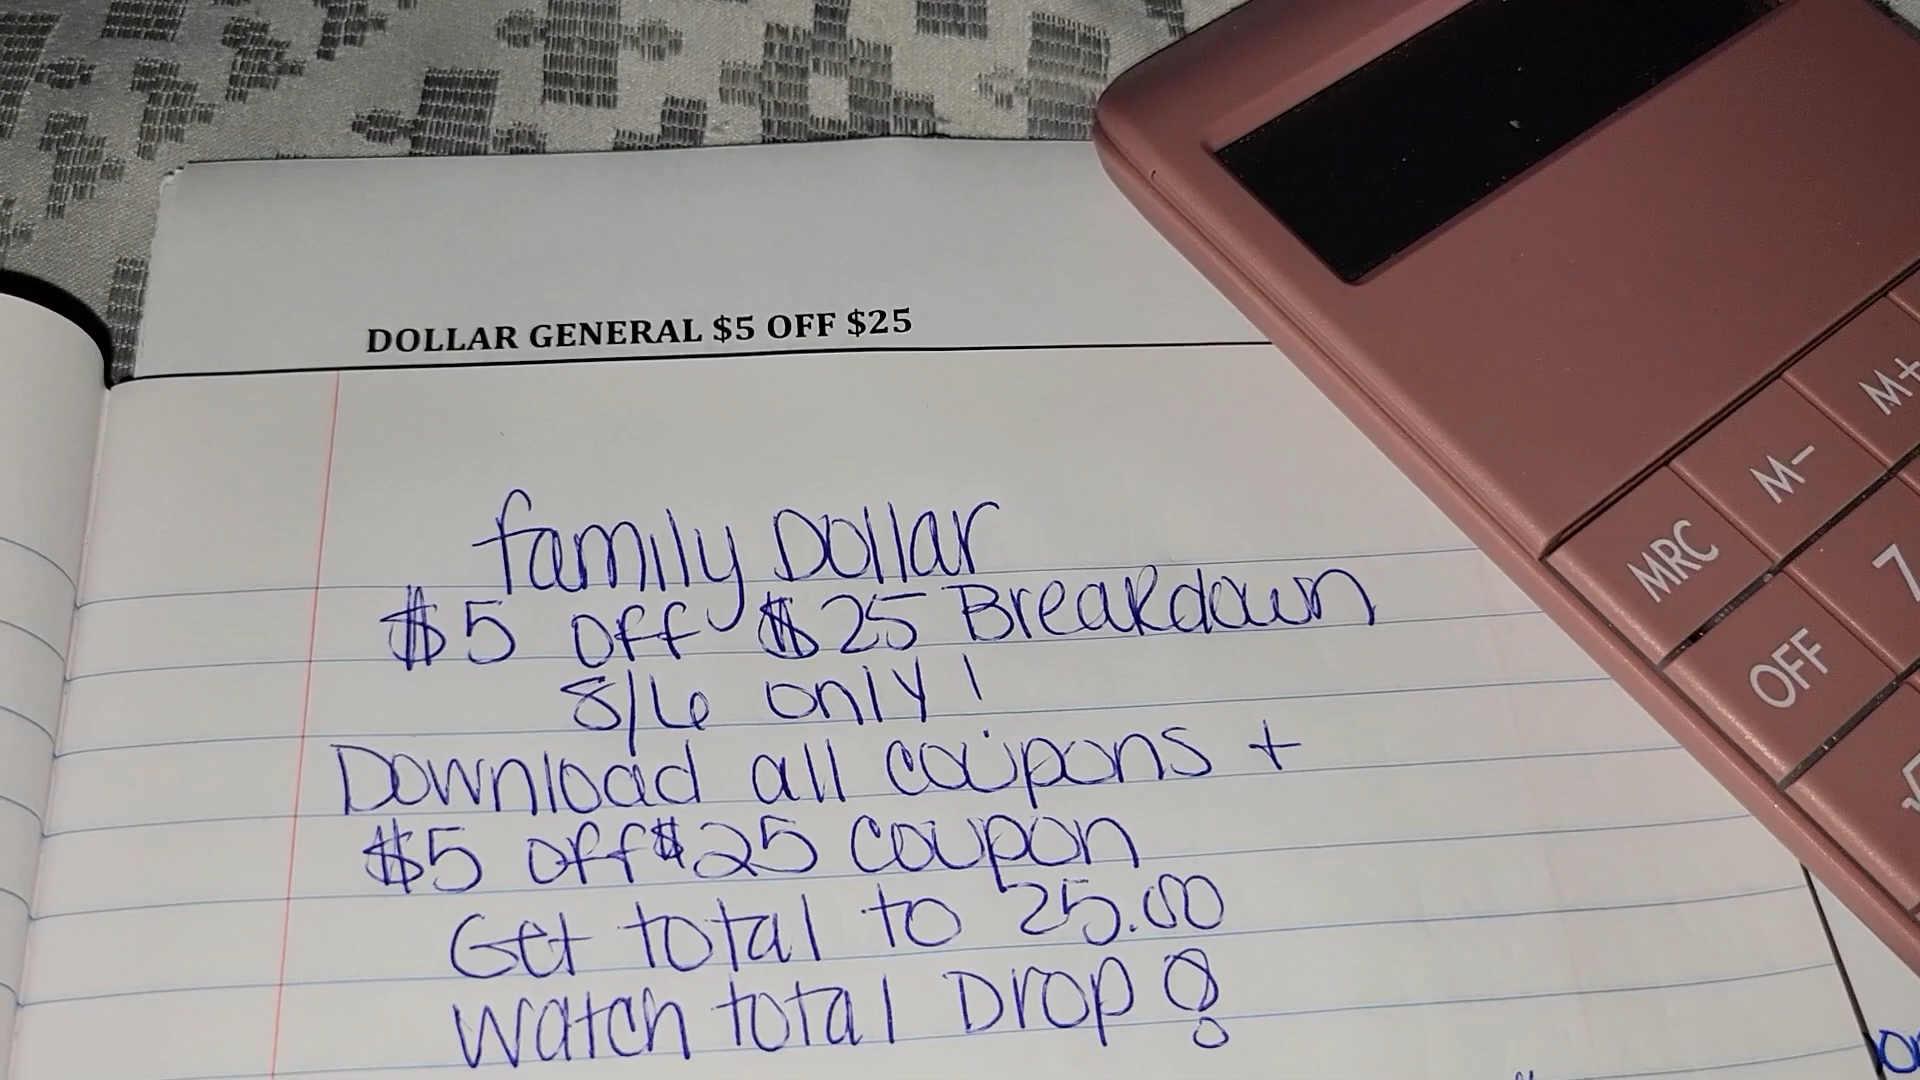 DOLLAR GENERAL $5 OFF $25
family Dollar
$5 off $25 Breakdown
8/6 only!
Download all coupons +
$5 off $25 coupon
Get total to 25.00
Watch total Drop!
M+
M-
MRC
7
OFF
√